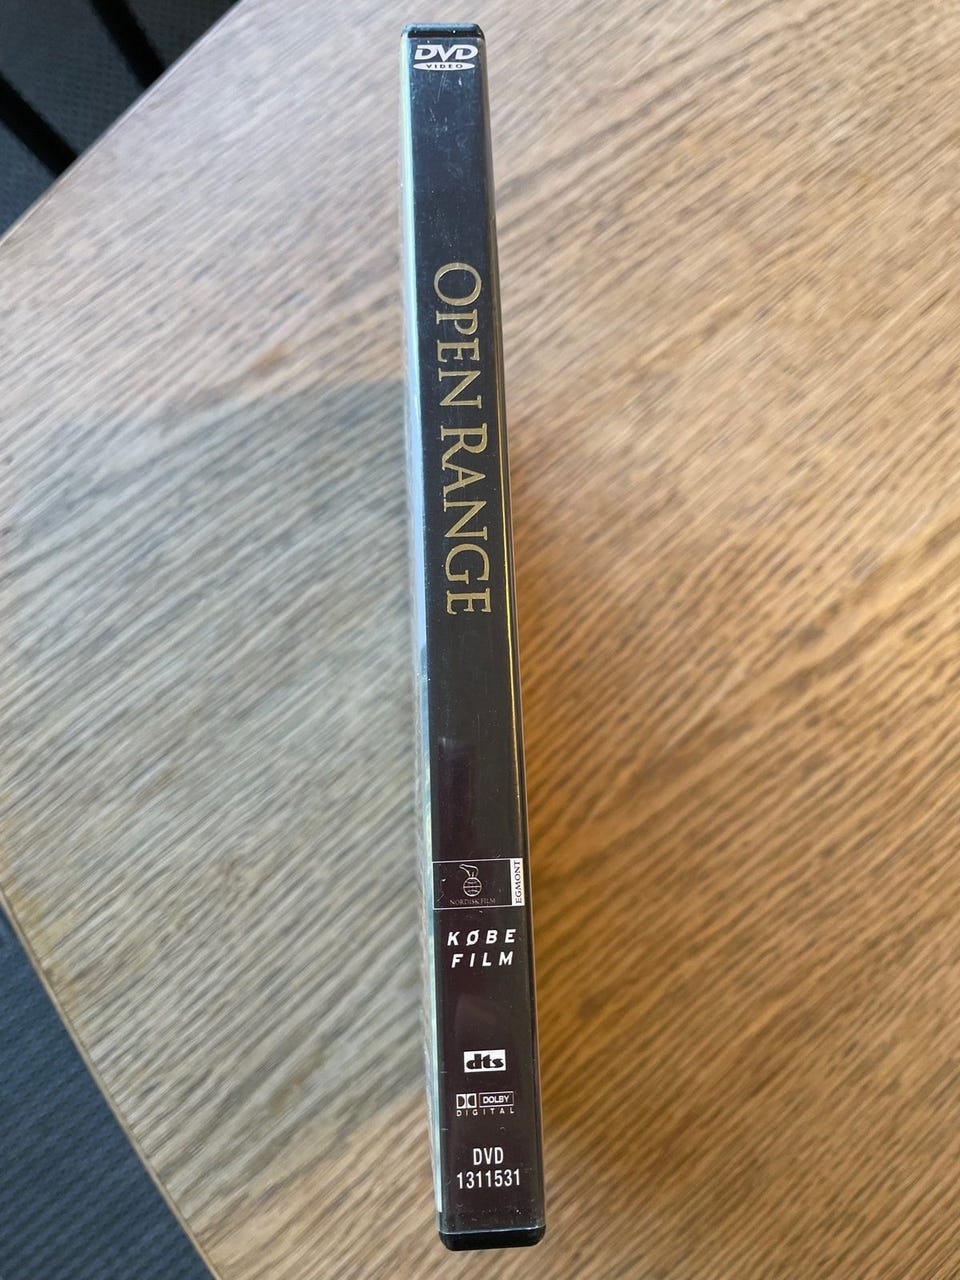 DVD
VIDEO
OPEN RANGE
NORDISK FILM
EGMONT
KØBE
FILM
dts
DOLBY
DIGITAL
DVD
1311531